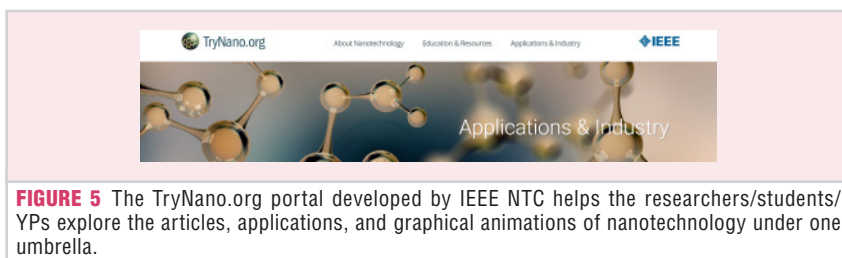 TryNano.org
About Nanotechnology Education & Resources Applications & Industry
IEEE
Applications & Industry
FIGURE 5 The TryNano.org portal developed by IEEE NTC helps the researchers/students/
YPs explore the articles, applications, and graphical animations of nanotechnology under one
umbrella.